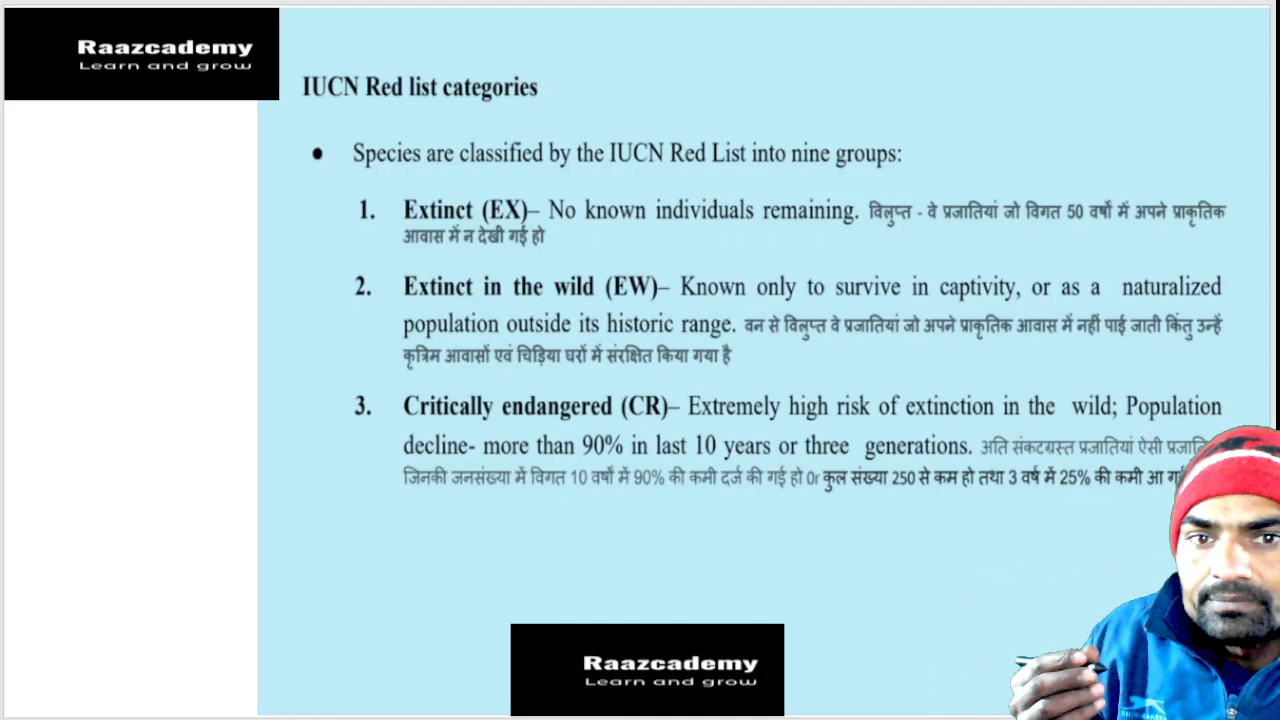 Raazcademy
Learn and grow
IUCN Red list categories
● Species are classified by the IUCN Red List into nine groups:
1. Extinct (EX)– No known individuals remaining. विलुप्त - वे प्रजातियां जो विगत 50 वर्षों में अपने प्राकृतिक
आवास में न देखी गई हो
2. Extinct in the wild (EW)– Known only to survive in captivity, or as a naturalized
population outside its historic range. वन से विलुप्त वे प्रजातियां जो अपने प्राकृतिक आवास में नहीं पाई जाती किंतु उन्हें
कृत्रिम आवासों एवं चिड़िया घरों में संरक्षित किया गया है
3. Critically endangered (CR)– Extremely high risk of extinction in the wild; Population
decline- more than 90% in last 10 years or three generations. अति संकटग्रस्त प्रजातियां ऐसी
जिनकी जनसंख्या में विगत 10 वर्षों में 90% की कमी दर्ज की गई हो 0r कुल संख्या 250 से कम हो तथा 3 वर्ष में 25% की कमी आ
Raazcademy
Learn and grow